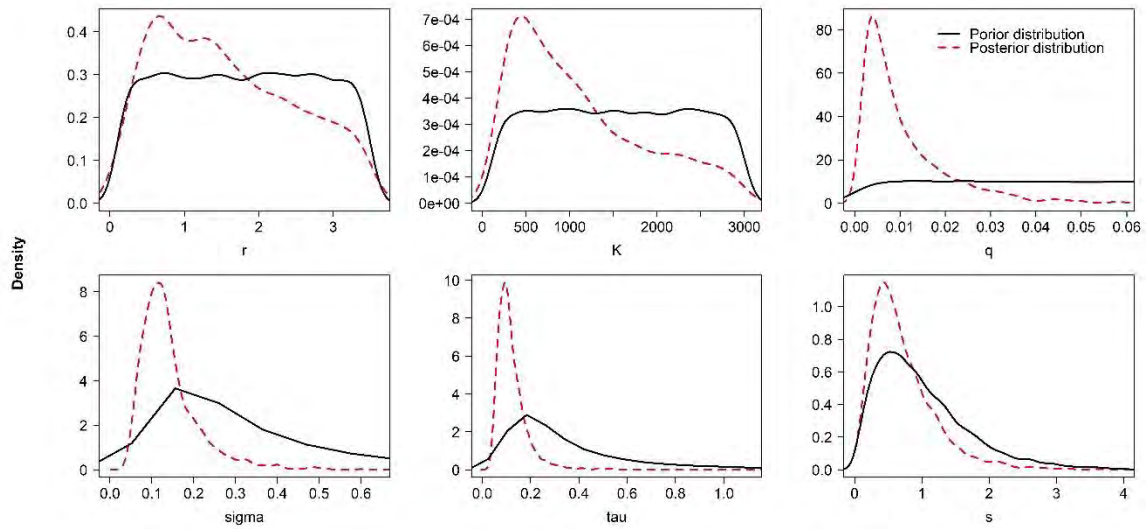 Density
0.4
0.3
0.2
0.1
0.0
0 1 2 3
r
7e-04
6e-04
5e-04
4e-04
3e-04
2e-04
1e-04
0e+00
0 500 1000 2000 3000
K
Porior distribution
Posterior distribution
80
60
40
20
0
0.00 0.01 0.02 0.03 0.04 0.05 0.06
q
8
6
4
2
0
0.0 0.1 0.2 0.3 0.4 0.5 0.6
sigma
10
8
6
4
2
0
0.0 0.2 0.4 0.6 0.8 1.0
tau
1.0
0.8
0.6
0.4
0.2
0.0
0 1 2 3 4
s